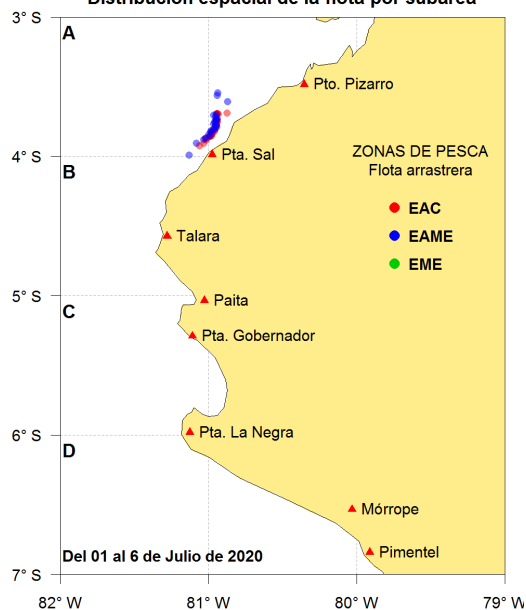 Distribución espacial de la flota por subárea
3° S
A
Pto. Pizarro
4° S
Pta. Sal
ZONAS DE PESCA
B
Flota arrastrera
EAC
Talara
EAME
EME
5° S
Paita
C
Pta. Gobernador
6° S
Pta. La Negra
D
Mórrope
Del 01 al 6 de Julio de 2020
Pimentel
7° S
82° W
81° W
80° W
79° W